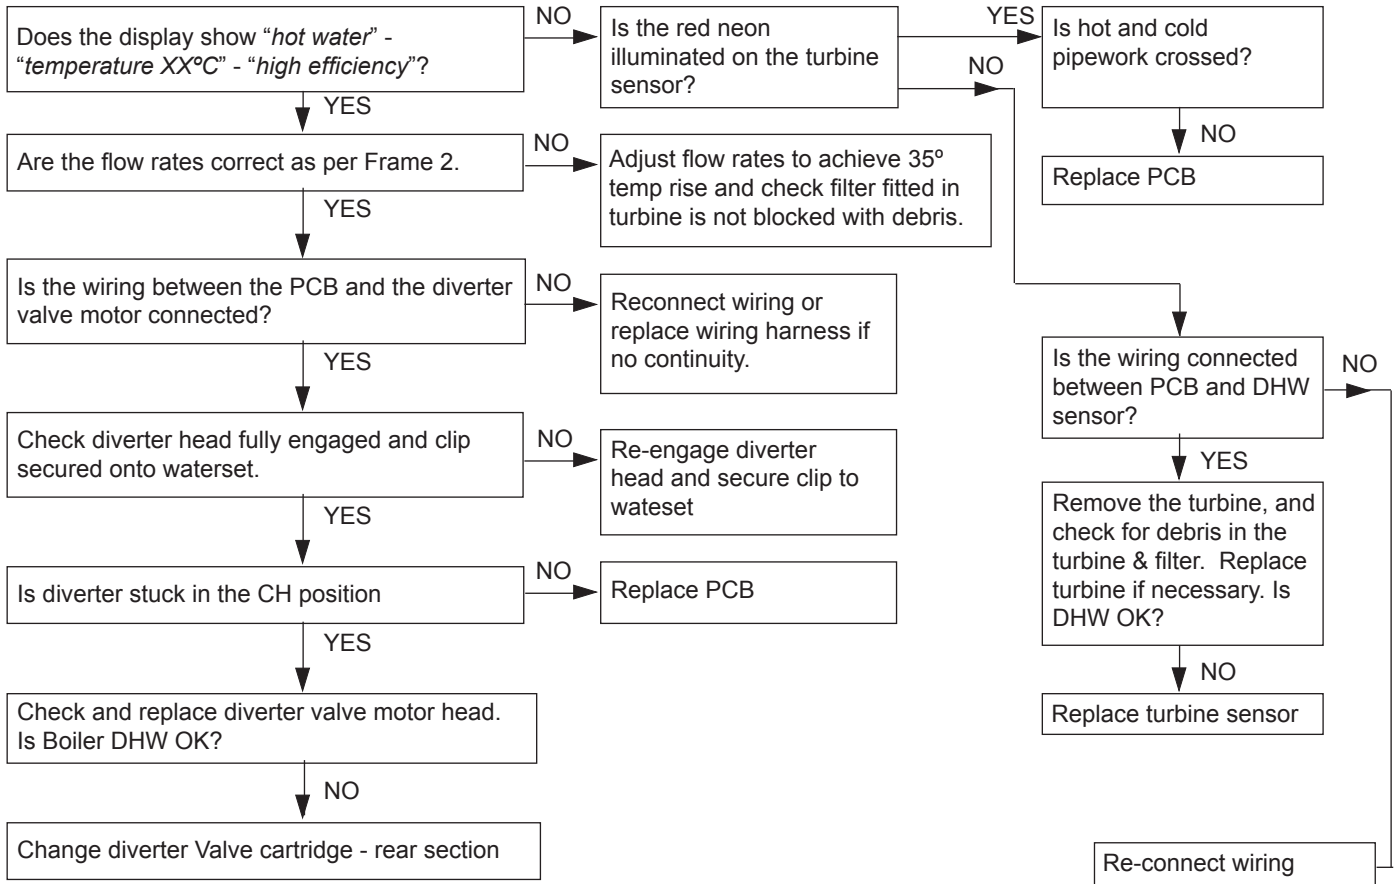 Does the display show “hot water” -
“temperature XXºC” - “high efficiency”?
NO
Is the red neon
illuminated on the turbine
sensor?
YES
Is hot and cold
pipework crossed?
NO
YES
NO
Replace PCB
Are the flow rates correct as per Frame 2.
NO
Adjust flow rates to achieve 35º
temp rise and check filter fitted in
turbine is not blocked with debris.
YES
Is the wiring between the PCB and the diverter
valve motor connected?
NO
Reconnect wiring or
replace wiring harness if
no continuity.
YES
Is the wiring connected
between PCB and DHW
sensor?
NO
Check diverter head fully engaged and clip
secured onto waterset.
NO
Re-engage diverter
head and secure clip to
wateset
YES
YES
Remove the turbine, and
check for debris in the
turbine & filter.  Replace
turbine if necessary. Is
DHW OK?
Is diverter stuck in the CH position
NO
Replace PCB
YES
NO
Replace turbine sensor
Check and replace diverter valve motor head.
Is Boiler DHW OK?
NO
Change diverter Valve cartridge - rear section
Re-connect wiring